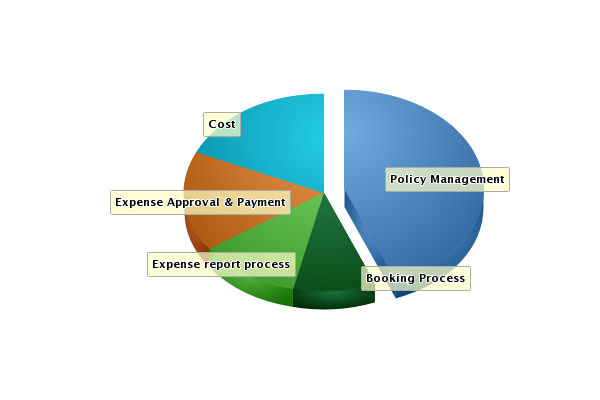 Cost
Policy Management
Expense Approval & Payment
Expense report process
Booking Process